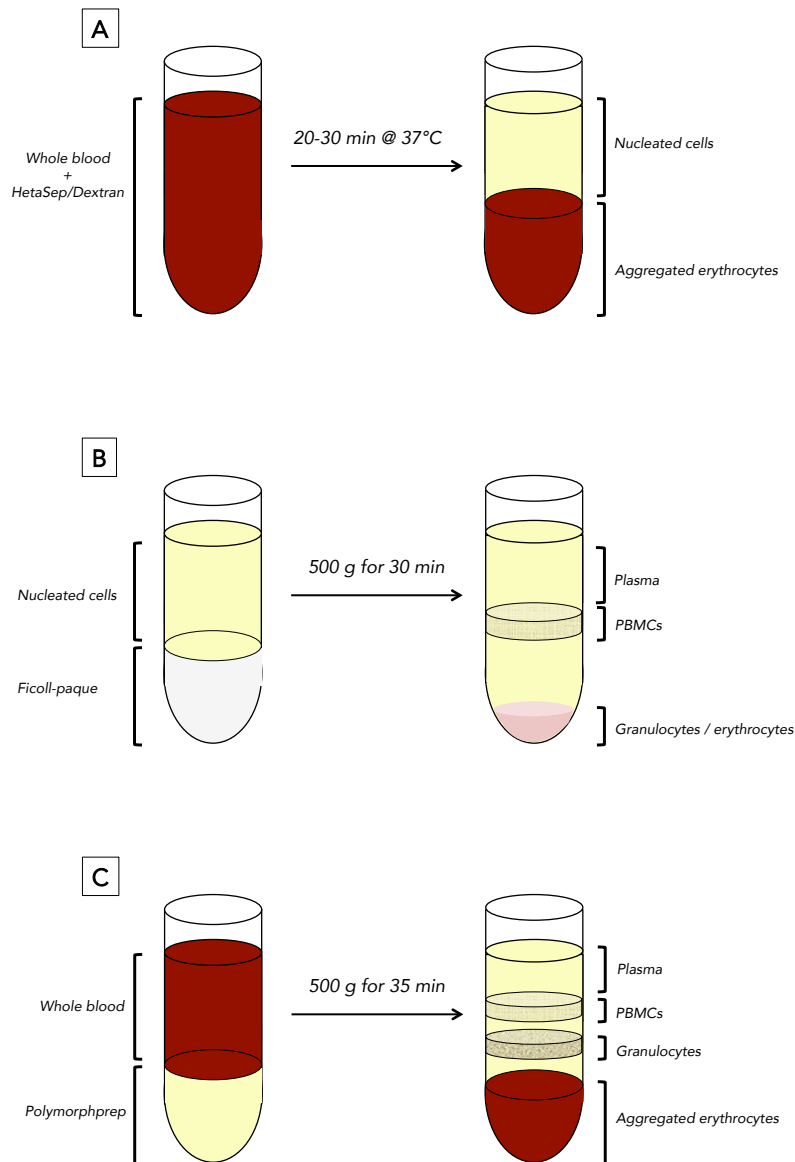 A
Whole blood
+
HetaSep/Dextran
20-30 min @ 37°C
Nucleated cells
Aggregated erythrocytes
B
Nucleated cells
Ficoll-paque
500 g for 30 min
Plasma
PBMCs
Granulocytes / erythrocytes
C
Whole blood
Polymorphprep
500 g for 35 min
Plasma
PBMCs
Granulocytes
Aggregated erythrocytes